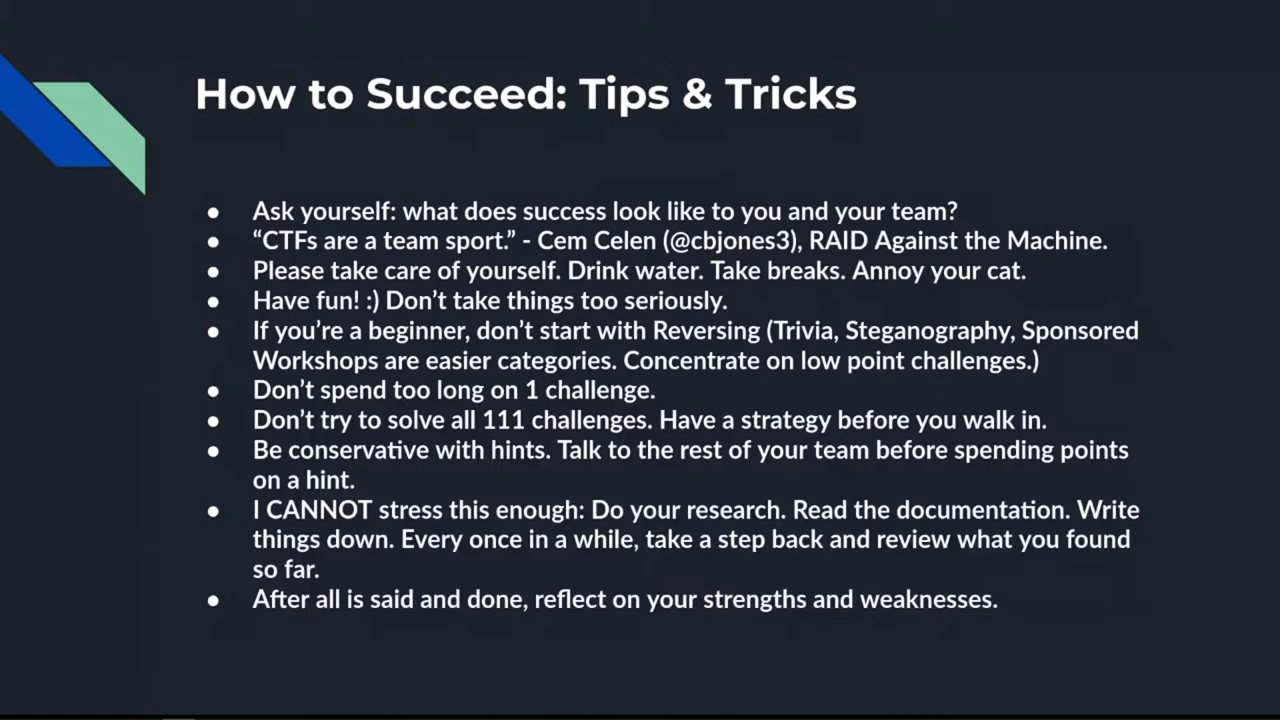 How to Succeed: Tips & Tricks
● Ask yourself: what does success look like to you and your team?
● “CTFs are a team sport.” - Cem Celen (@cbjones3), RAID Against the Machine.
● Please take care of yourself. Drink water. Take breaks. Annoy your cat.
● Have fun! :) Don’t take things too seriously.
● If you’re a beginner, don’t start with Reversing (Trivia, Steganography, Sponsored
Workshops are easier categories. Concentrate on low point challenges.)
● Don’t spend too long on 1 challenge.
● Don’t try to solve all 111 challenges. Have a strategy before you walk in.
● Be conservative with hints. Talk to the rest of your team before spending points
on a hint.
● I CANNOT stress this enough: Do your research. Read the documentation. Write
things down. Every once in a while, take a step back and review what you found
so far.
● After all is said and done, reflect on your strengths and weaknesses.